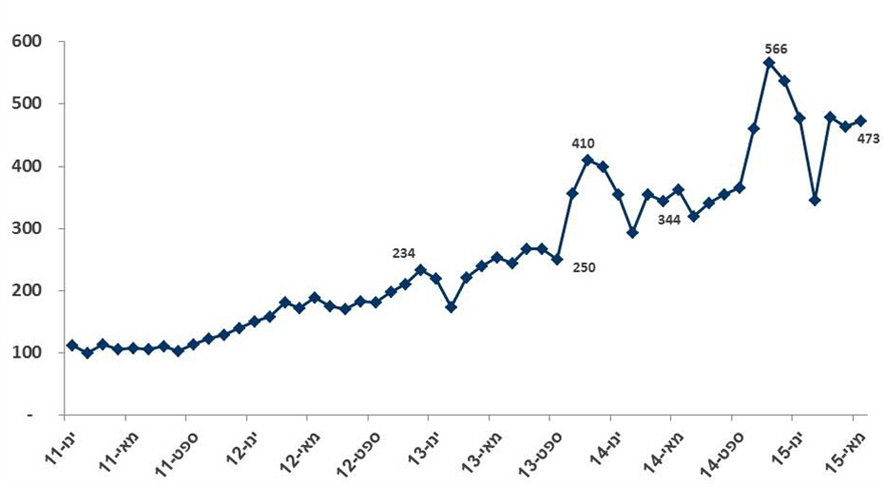 600
500
400
300
200
100
-
566
473
410
344
250
234
ינו-11
מאי-11
ספט-11
ינו-12
מאי-12
ספט-12
ינו-13
מאי-13
ספט-13
ינו-14
מאי-14
ספט-14
ינו-15
מאי-15